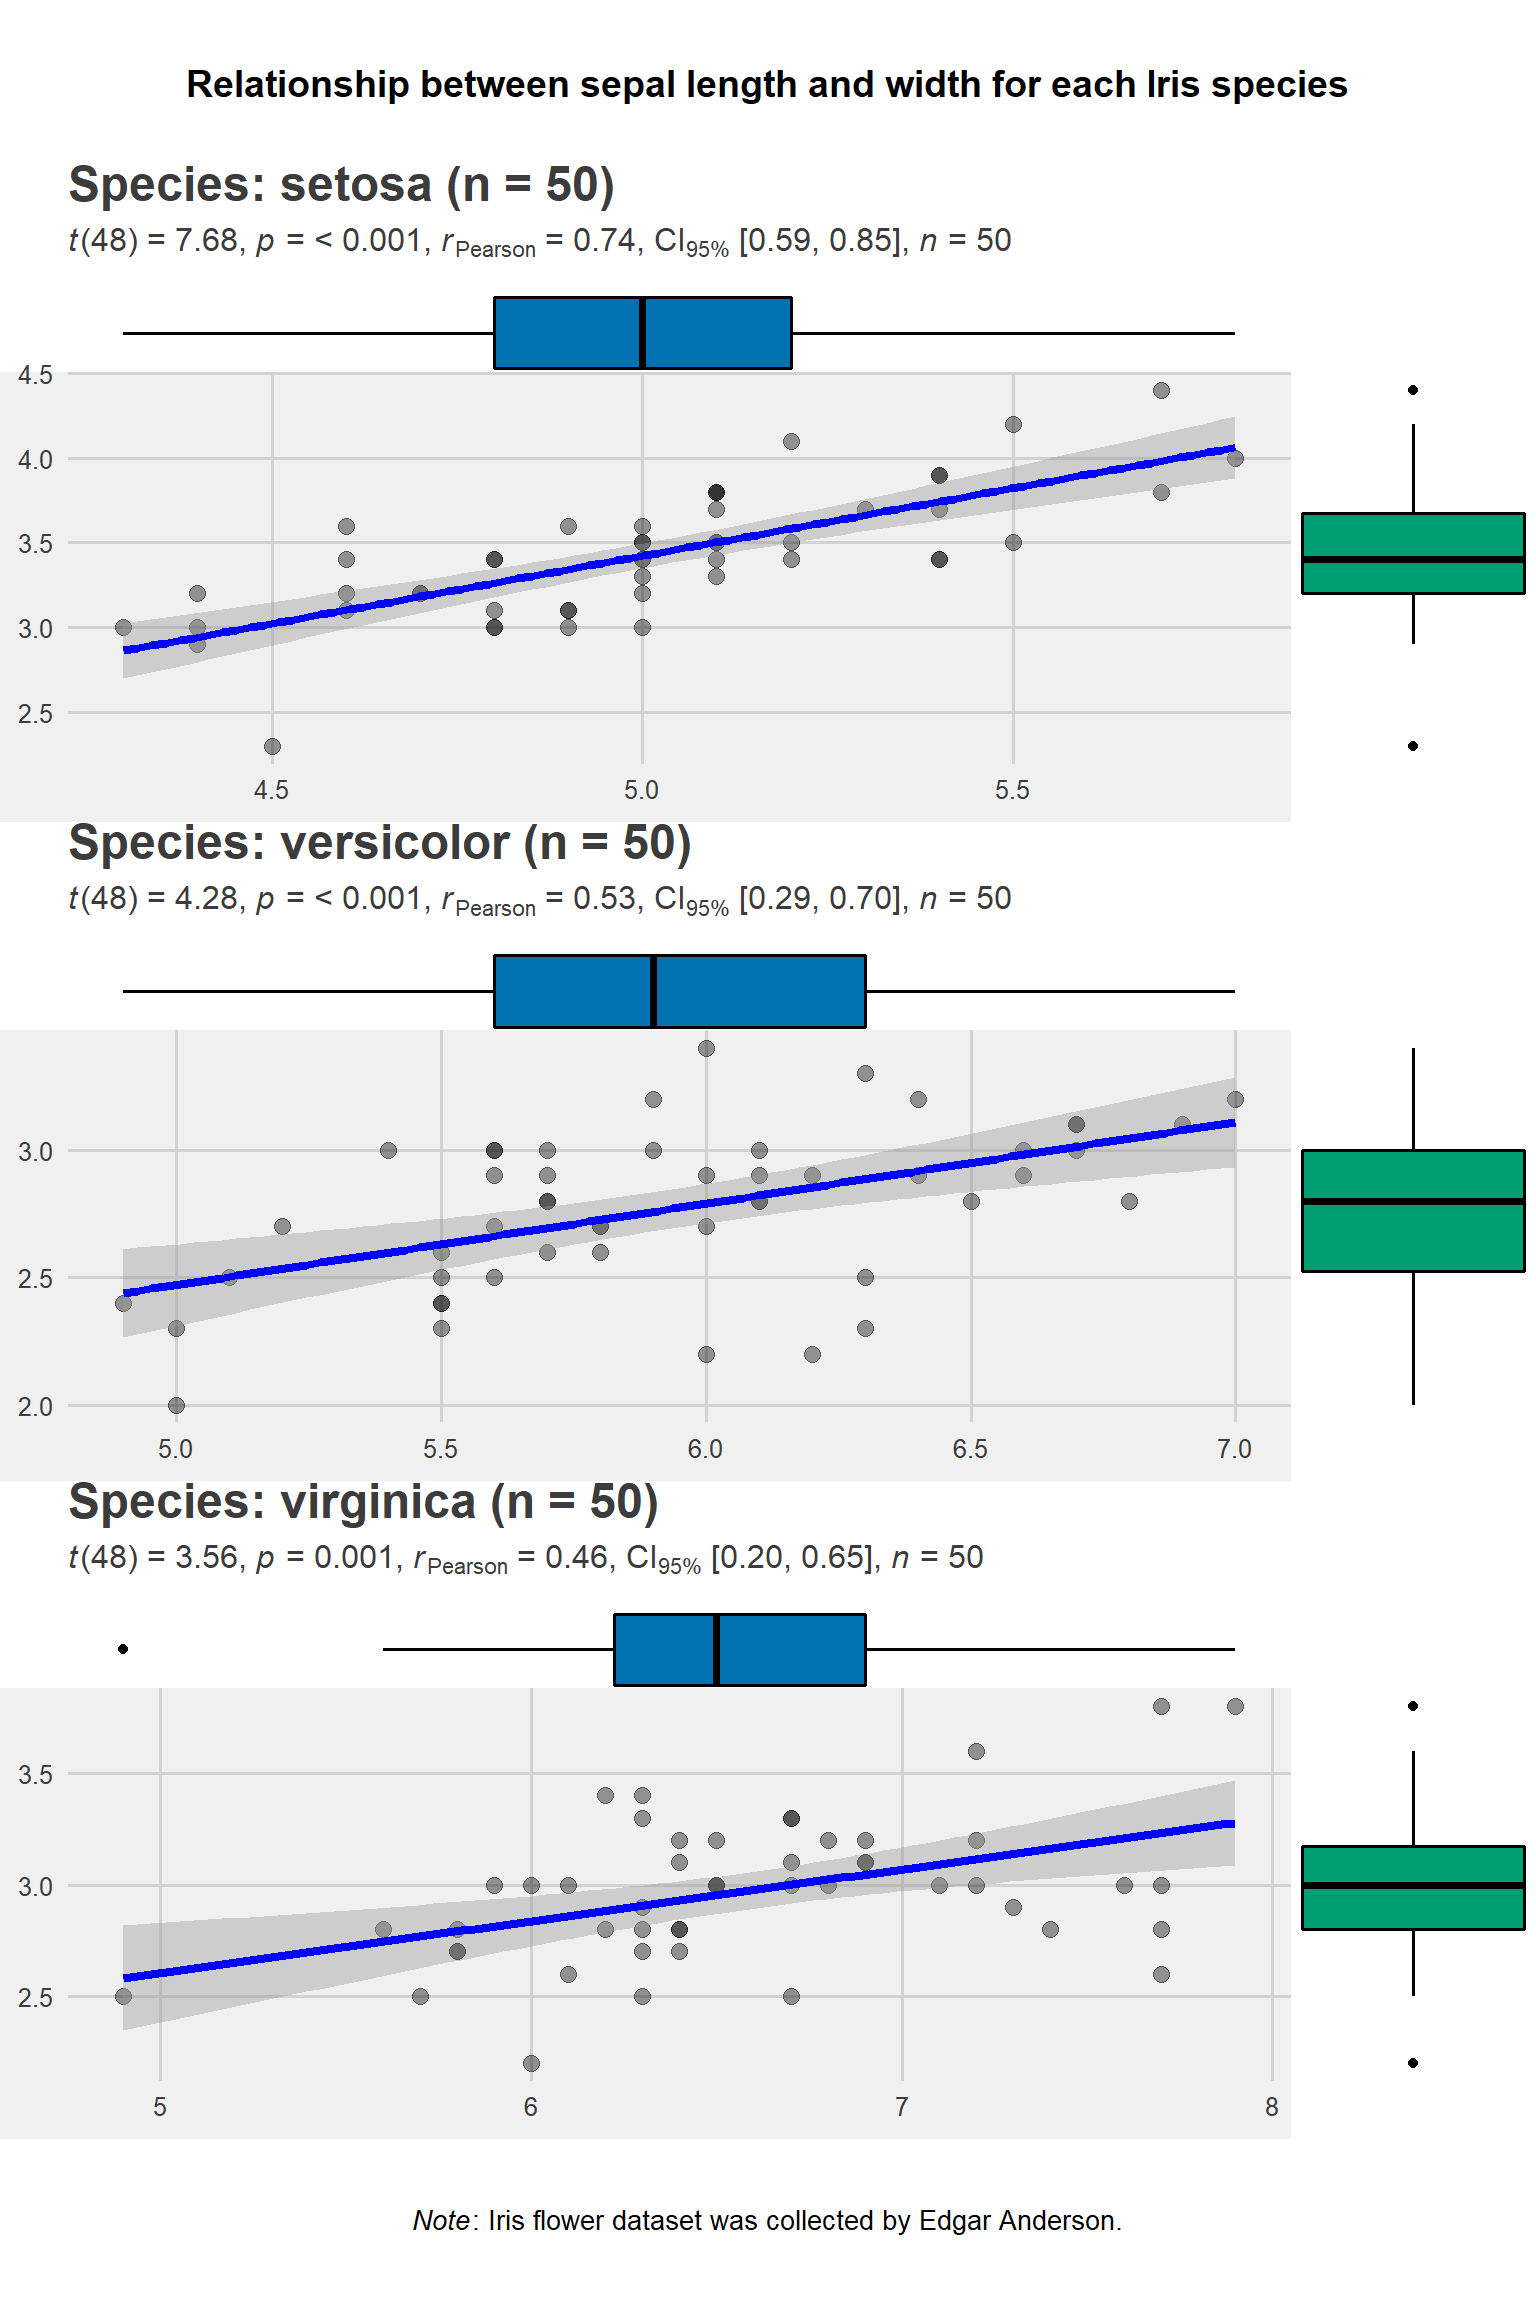 Relationship between sepal length and width for each Iris species
Species: setosa (n = 50)
t(48) = 7.68, p = < 0.001, rPearson = 0.74, CI95% [0.59, 0.85], n = 50
4.5
4.0
3.5
3.0
2.5
4.5 5.0 5.5
Species: versicolor (n = 50)
t(48) = 4.28, p = < 0.001, rPearson = 0.53, CI95% [0.29, 0.70], n = 50
3.0
2.5
2.0
5.0 5.5 6.0 6.5 7.0
Species: virginica (n = 50)
t(48) = 3.56, p = 0.001, rPearson = 0.46, CI95% [0.20, 0.65], n = 50
3.5
3.0
2.5
5 6 7 8
Note: Iris flower dataset was collected by Edgar Anderson.